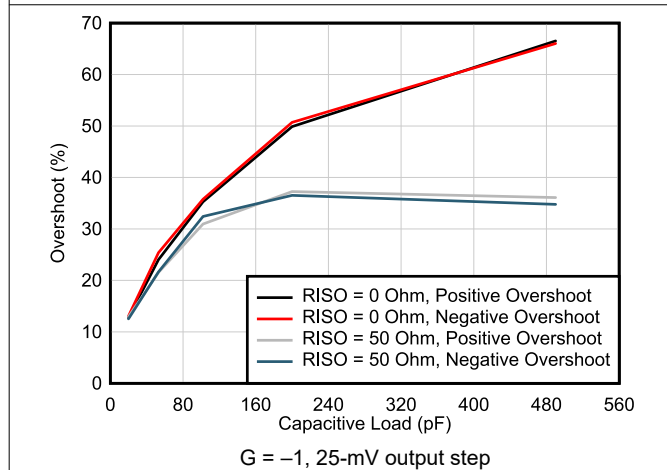 70
60
50
40
30
20
10
0
Overshoot (%)
RISO = 0 Ohm, Positive Overshoot
RISO = 0 Ohm, Negative Overshoot
RISO = 50 Ohm, Positive Overshoot
RISO = 50 Ohm, Negative Overshoot
0 80 160 240 320 400 480 560
Capacitive Load (pF)
G = –1, 25-mV output step